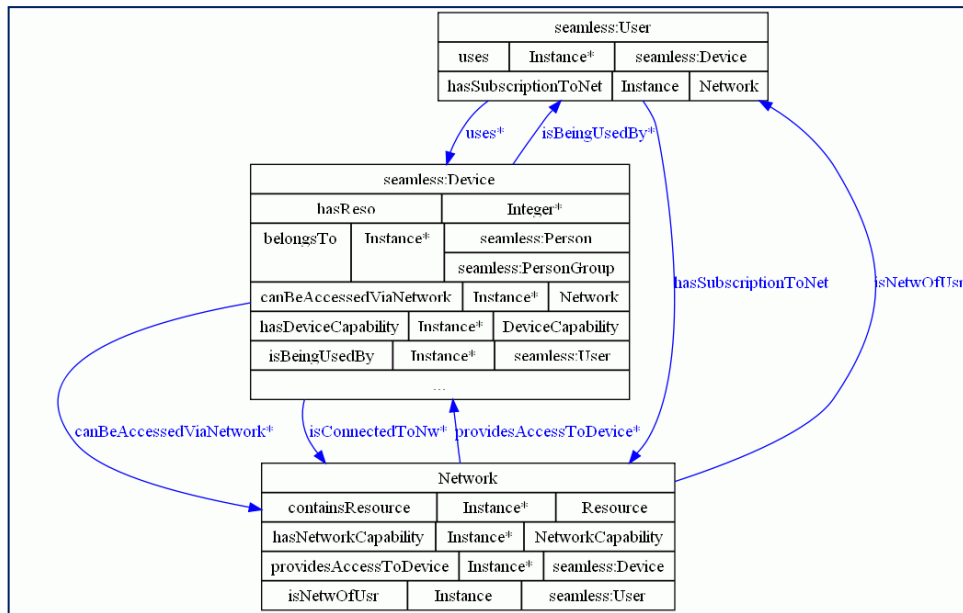 seamless:User
uses Instance* seamless:Device
hasSubscriptionToNet Instance Network
uses* isBeingUsedBy*
seamless:Device
hasReso Integer*
belongsTo Instance* seamless:Person
seamless:PersonGroup
hasSubscriptionToNet isNetwOfUsr
canBeAccessedViaNetwork Instance* Network
hasDeviceCapability Instance* DeviceCapability
isBeingUsedBy Instance* seamless:User
...
canBeAccessedViaNetwork* isConnectedToNw* providesAccessToDevice*
Network
containsResource Instance* Resource
hasNetworkCapability Instance* NetworkCapability
providesAccessToDevice Instance* seamless:Device
isNetwOfUsr Instance seamless:User